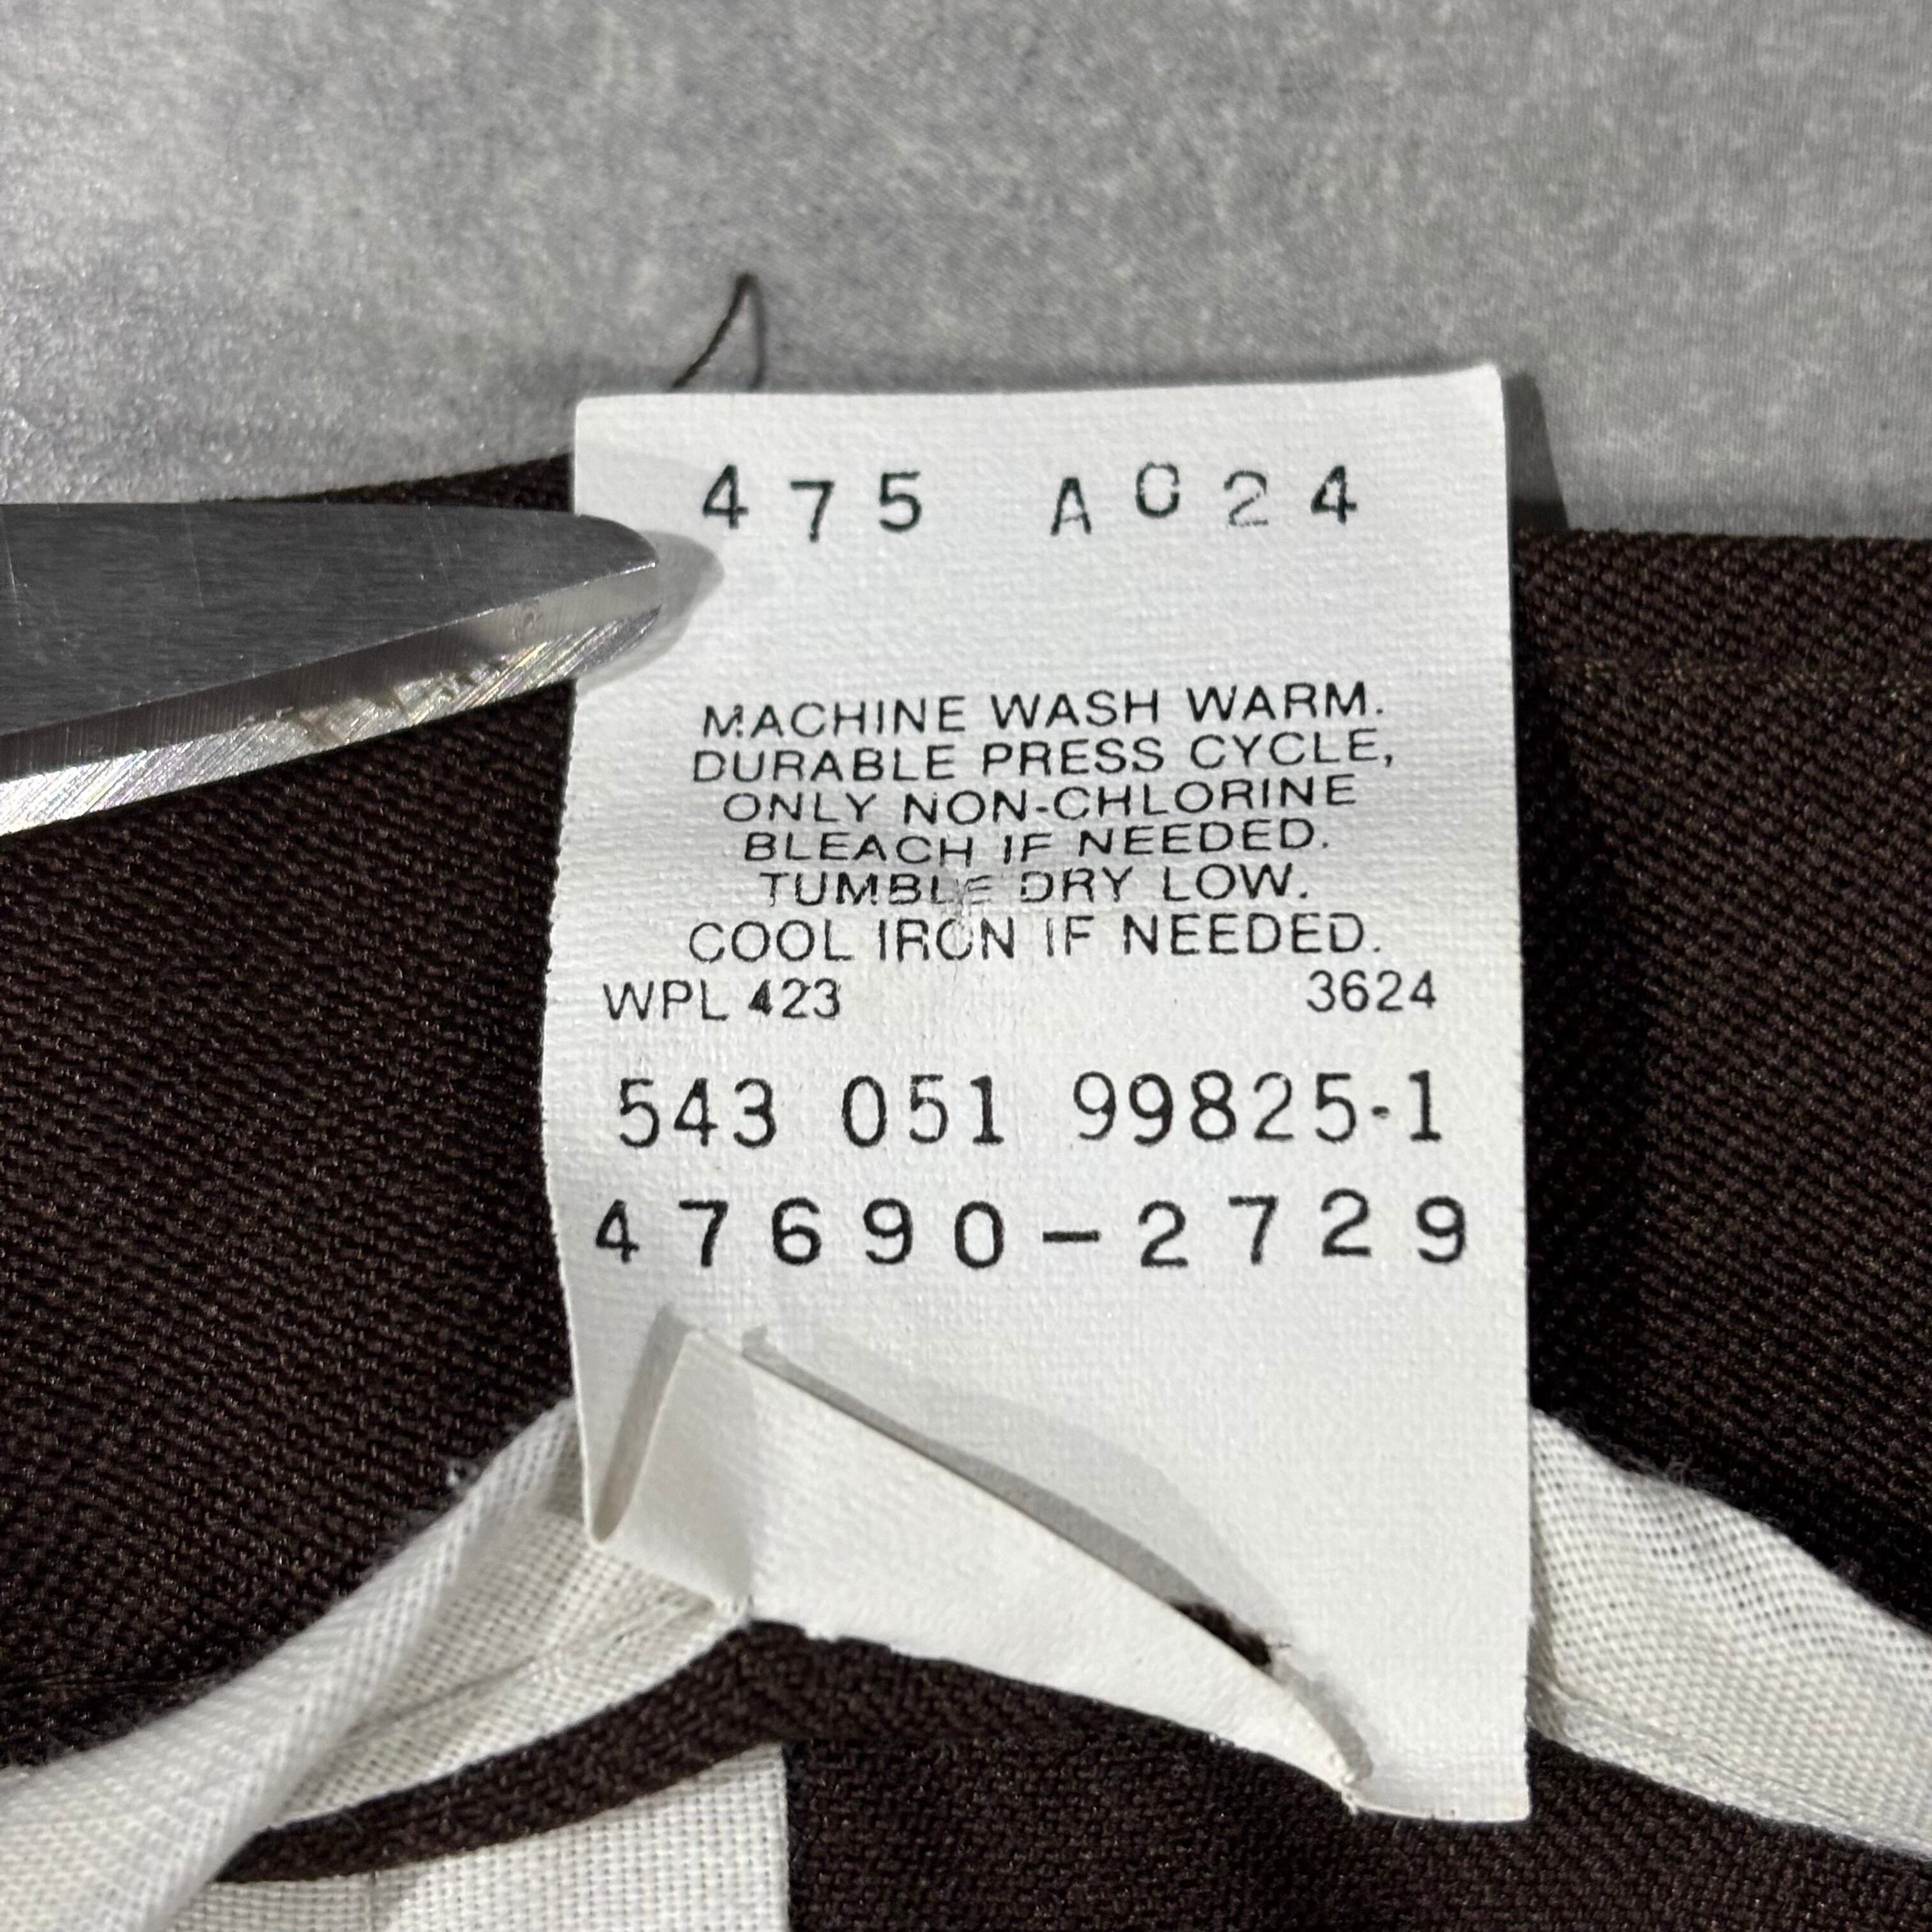 475 A024
MACHINE WASH WARM.
DURABLE PRESS CYCLE,
ONLY NON-CHLORINE
BLEACH IF NEEDED.
TUMBLE DRY LOW.
COOL IRON IF NEEDED.
WPL 423 3624
543 051 99825-1
47690-2729